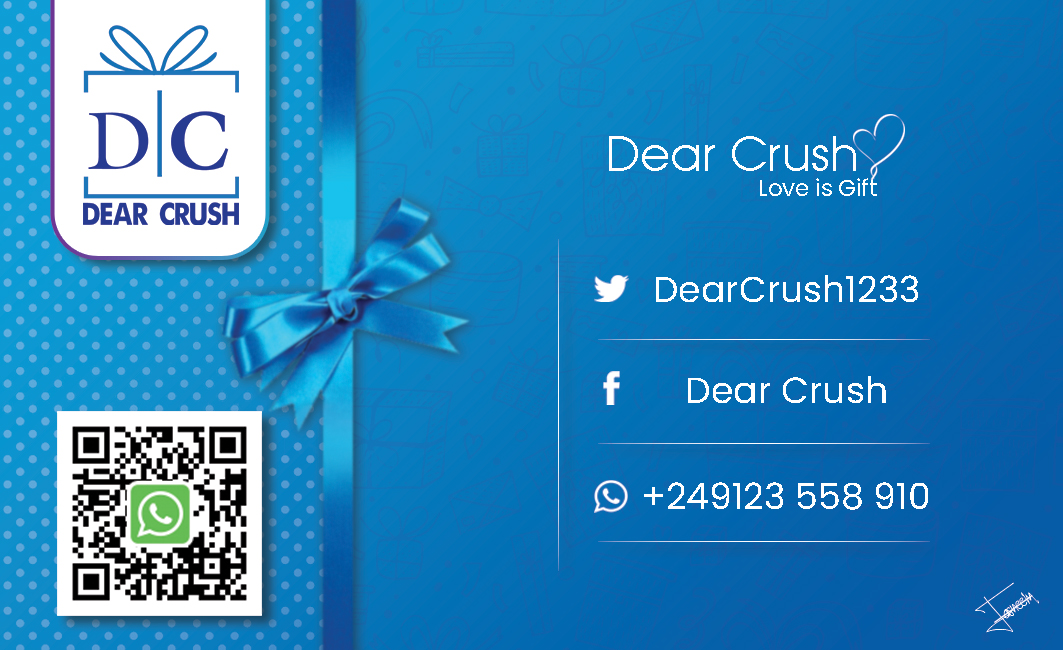 D C
DEAR CRUSH
Dear Crush
Love is Gift
DearCrush1233
Dear Crush
+249123 558 910